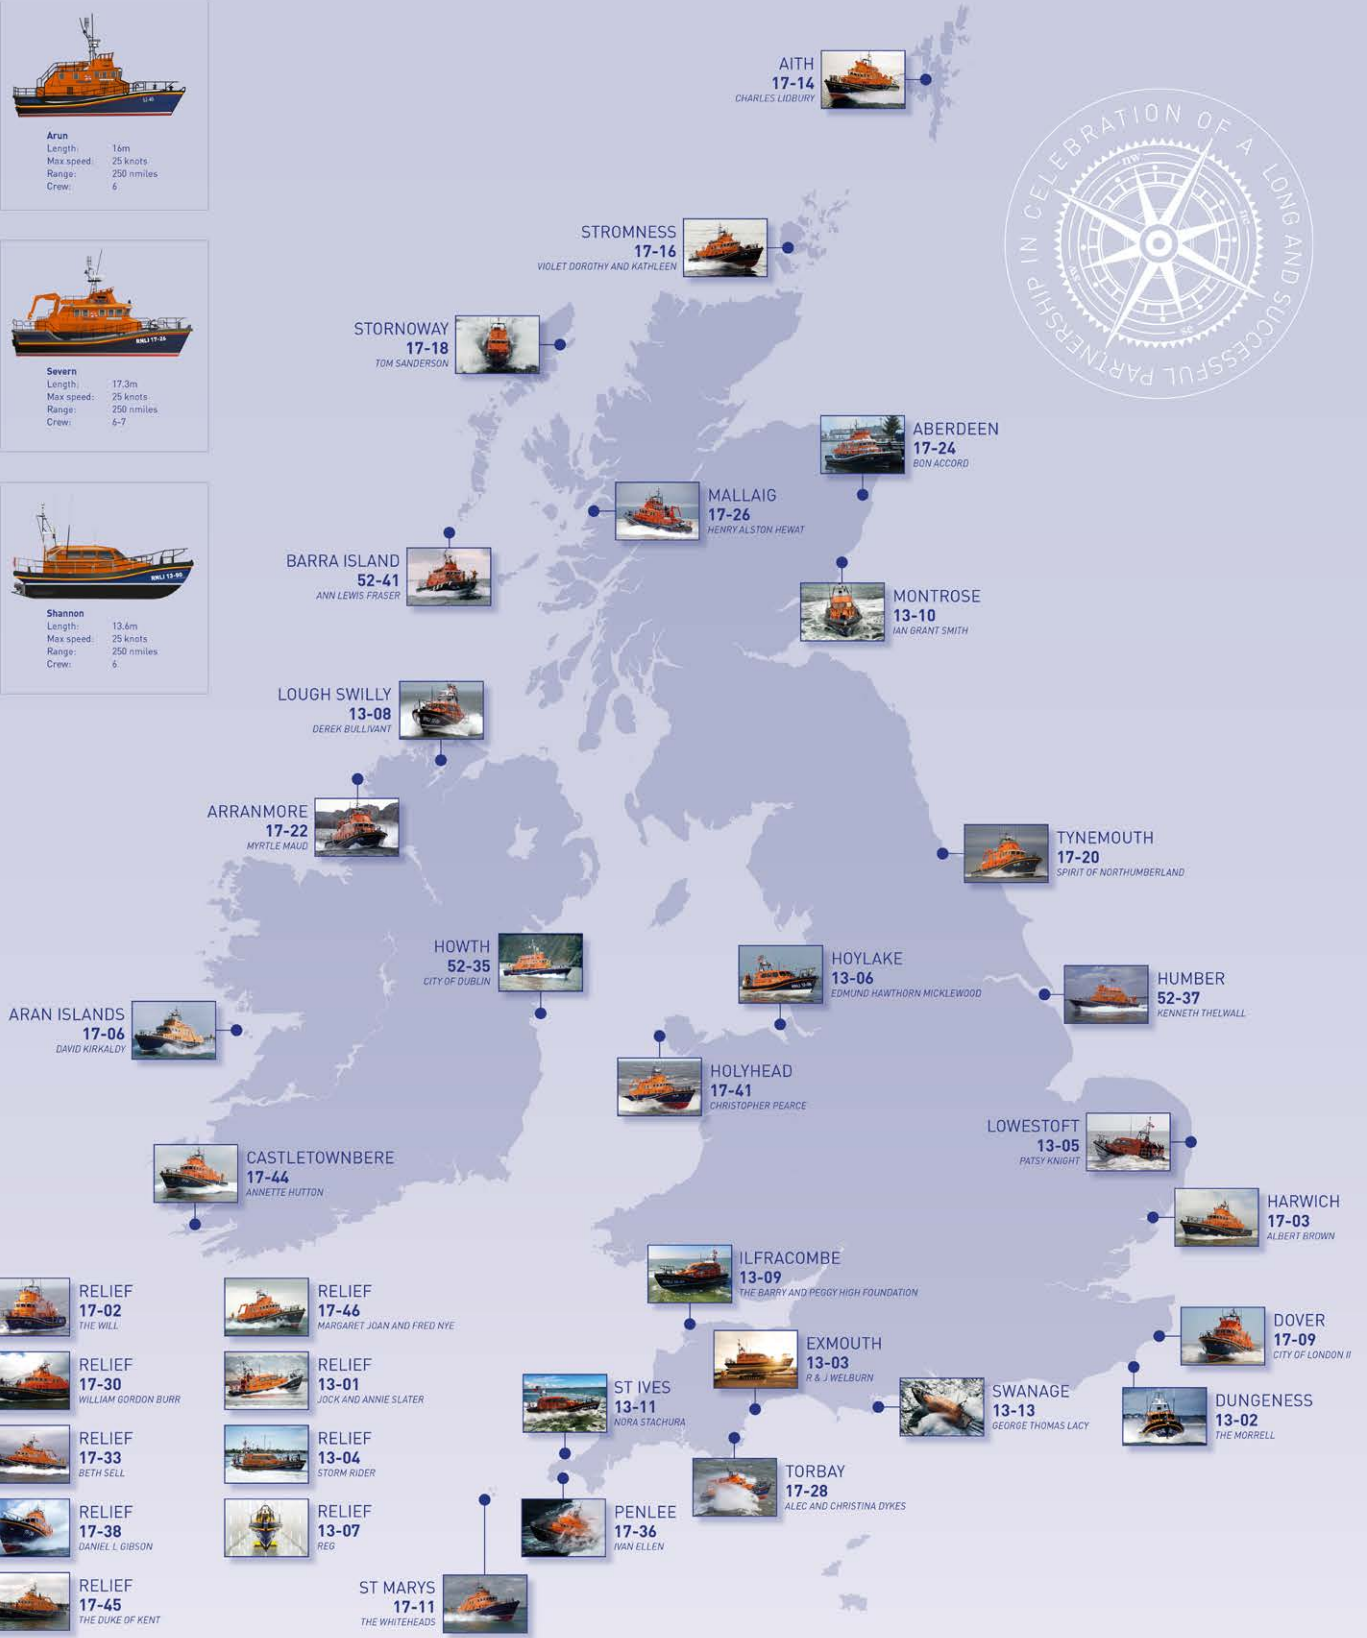 Arun
Length: 16m
Max speed: 25 knots
Range: 250 nmiles
Crew: 6
Severn
Length: 17.3m
Max speed: 25 knots
Range: 250 nmiles
Crew: 6-7
RNLI 17-26
Shannon
Length: 13.6m
Max speed: 25 knots
Range: 250 nmiles
Crew: 6
IN CELEBRATION OF A LONG AND SUCCESSFUL PARTNERSHIP
nw
ne
se
sw
AITH
17-14
CHARLES LIDBURY
STROMNESS
17-16
VIOLET DOROTHY AND KATHLEEN
STORNOWAY
17-18
TOM SANDERSON
ABERDEEN
17-24
BON ACCORD
MALLAIG
17-26
HENRY ALSTON HEWAT
BARRA ISLAND
52-41
ANN LEWIS FRASER
MONTROSE
13-10
IAN GRANT SMITH
LOUGH SWILLY
13-08
DEREK BULLIVANT
ARRANMORE
17-22
MYRTLE MAUD
TYNEMOUTH
17-20
SPIRIT OF NORTHUMBERLAND
HOWTH
52-35
CITY OF DUBLIN
HOYLAKE
13-06
EDMUND HAWTHORN MICKLEWOOD
HUMBER
52-37
KENNETH THELWALL
ARAN ISLANDS
17-06
DAVID KIRKALDY
HOLYHEAD
17-41
CHRISTOPHER PEARCE
LOWESTOFT
13-05
PATSY KNIGHT
CASTLETOWNBERE
17-44
ANNETTE HUTTON
HARWICH
17-03
ALBERT BROWN
ILFRACOMBE
13-09
THE BARRY AND PEGGY HIGH FOUNDATION
DOVER
17-09
CITY OF LONDON II
EXMOUTH
13-03
R & J WELBURN
ST IVES
13-11
NORA STACHURA
SWANAGE
13-13
GEORGE THOMAS LACY
DUNGENESS
13-02
THE MORRELL
TORBAY
17-28
ALEC AND CHRISTINA DYKES
PENLEE
17-36
IVAN ELLEN
ST MARYS
17-11
THE WHITEHEADS
RELIEF
17-02
THE WILL
RELIEF
17-30
WILLIAM GORDON BURR
RELIEF
17-33
BETH SELL
RELIEF
17-38
DANIEL L GIBSON
RELIEF
17-45
THE DUKE OF KENT
RELIEF
17-46
MARGARET JOAN AND FRED NYE
RELIEF
13-01
JOCK AND ANNIE SLATER
RELIEF
13-04
STORM RIDER
RELIEF
13-07
REG